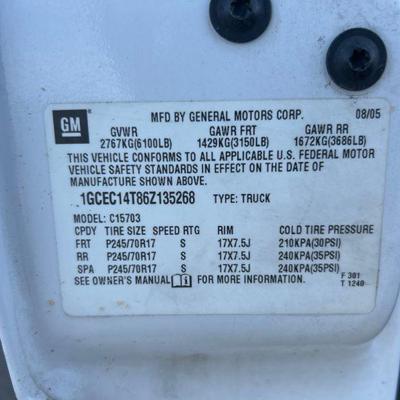 MFD BY GENERAL MOTORS CORP. 08/05
GM
GVWR GAWR FRT GAWR RR
2767KG(6100LB) 1429KG(3150LB) 1672KG(3686LB)
THIS VEHICLE CONFORMS TO ALL APPLICABLE U.S. FEDERAL MOTOR
VEHICLE SAFETY STANDARDS IN EFFECT ON THE DATE OF
MANUFACTURE SHOWN ABOVE.
1GCEC14T86Z135268 TYPE: TRUCK
MODEL: C15703
CPDY TIRE SIZE SPEED RTG RIM COLD TIRE PRESSURE
FRT P245/70R17 S 17X7.5J 210KPA(30PSI)
RR P245/70R17 S 17X7.5J 240KPA(35PSI)
SPA P245/70R17 S 17X7.5J 240KPA(35PSI)
SEE OWNER'S MANUAL FOR MORE INFORMATION. F 301
T 1240